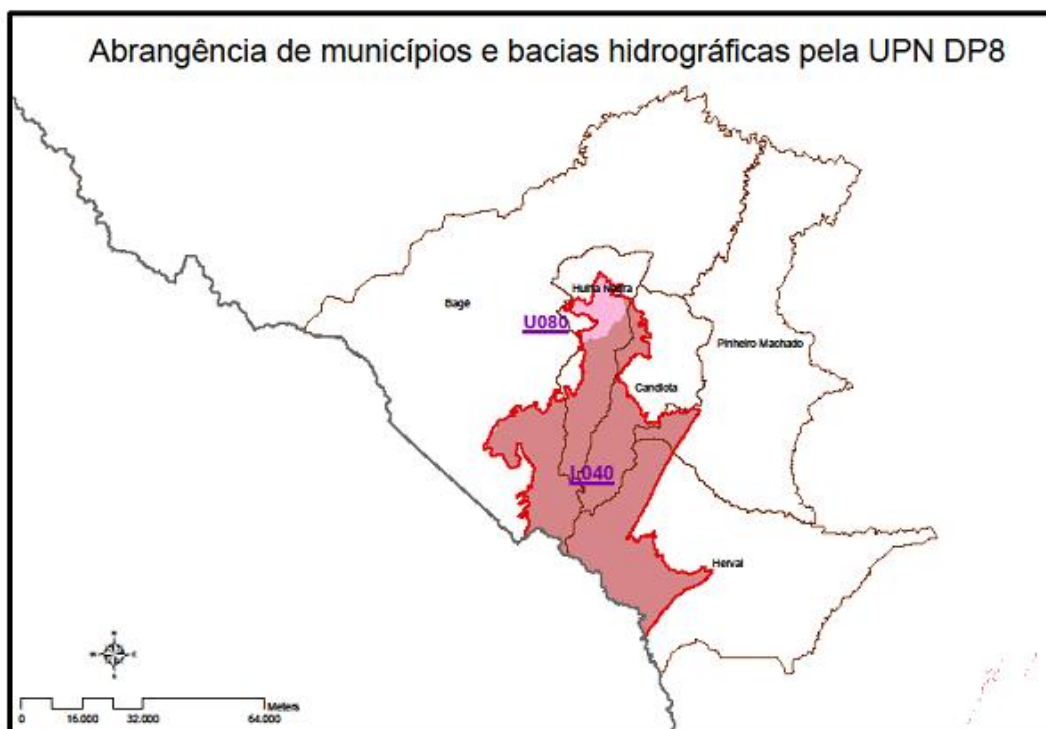 Abrangência de municípios e bacias hidrográficas pela UPN DP8
Hulha Negra
Bagé
U080
Pinheiro Machado
Candiota
L040
Herval
N
W E
S
Meters
0 16.000 32.000 64.000